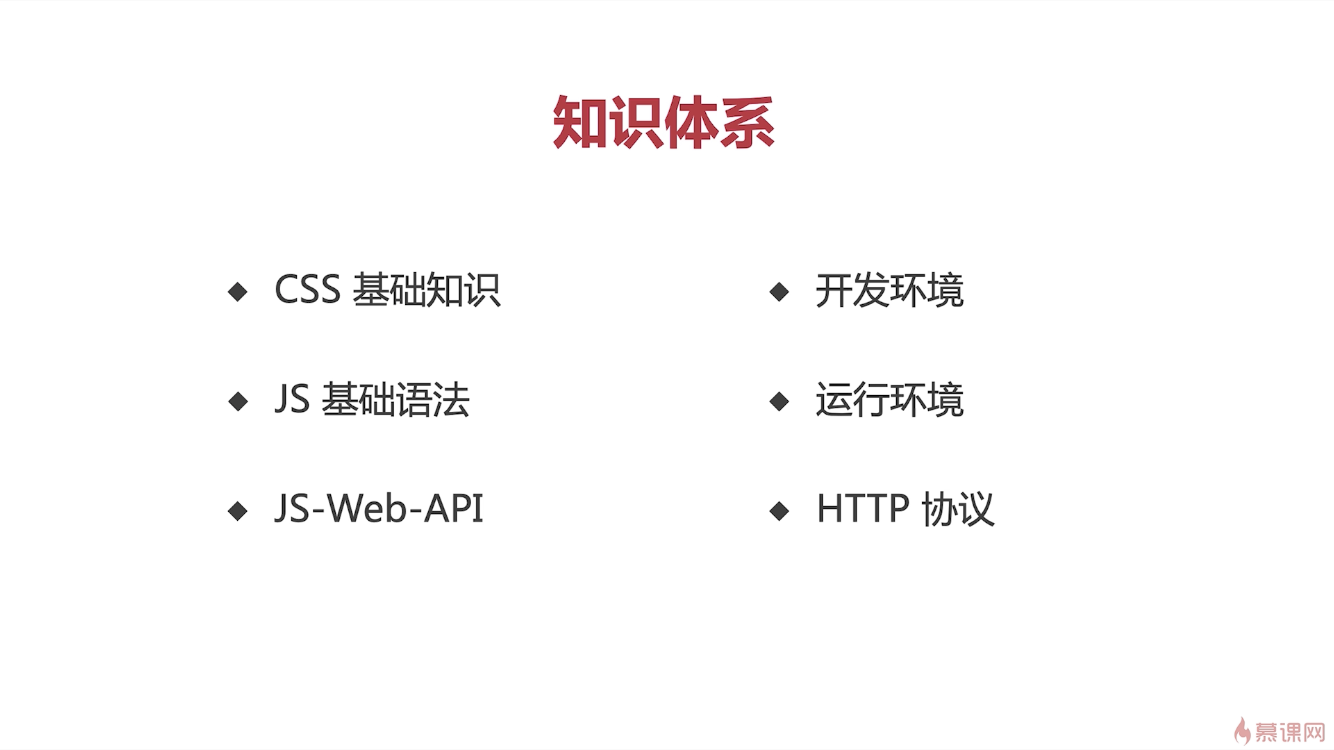 知识体系
◆ CSS 基础知识
◆ JS 基础语法
◆ JS-Web-API
◆ 开发环境
◆ 运行环境
◆ HTTP 协议
慕课网